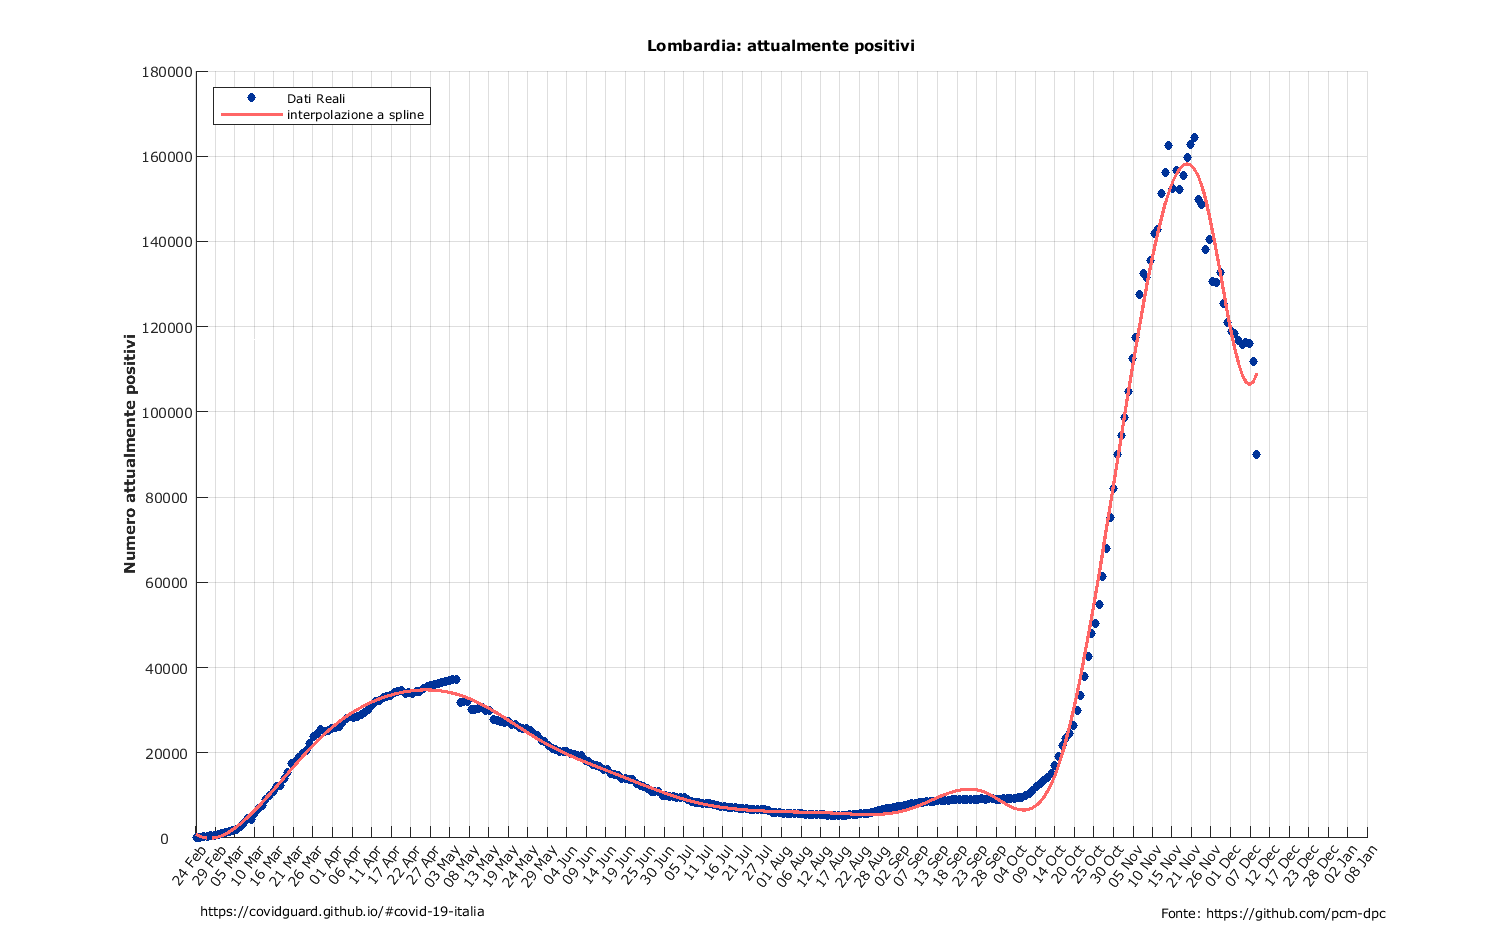 Lombardia: attualmente positivi
180000
160000
140000
120000
100000
80000
60000
40000
20000
0
Numero attualmente positivi
Dati Reali
interpolazione a spline
24 Feb
29 Feb
05 Mar
10 Mar
16 Mar
21 Mar
26 Mar
01 Apr
06 Apr
11 Apr
17 Apr
22 Apr
27 Apr
03 May
08 May
13 May
19 May
24 May
29 May
04 Jun
09 Jun
14 Jun
19 Jun
25 Jun
30 Jun
05 Jul
11 Jul
16 Jul
21 Jul
27 Jul
01 Aug
06 Aug
12 Aug
17 Aug
22 Aug
28 Aug
02 Sep
07 Sep
13 Sep
18 Sep
23 Sep
28 Sep
04 Oct
09 Oct
14 Oct
20 Oct
25 Oct
30 Oct
05 Nov
10 Nov
15 Nov
21 Nov
26 Nov
01 Dec
07 Dec
12 Dec
17 Dec
23 Dec
28 Dec
02 Jan
08 Jan
https://covidguard.github.io/#covid-19-italia
Fonte: https://github.com/pcm-dpc